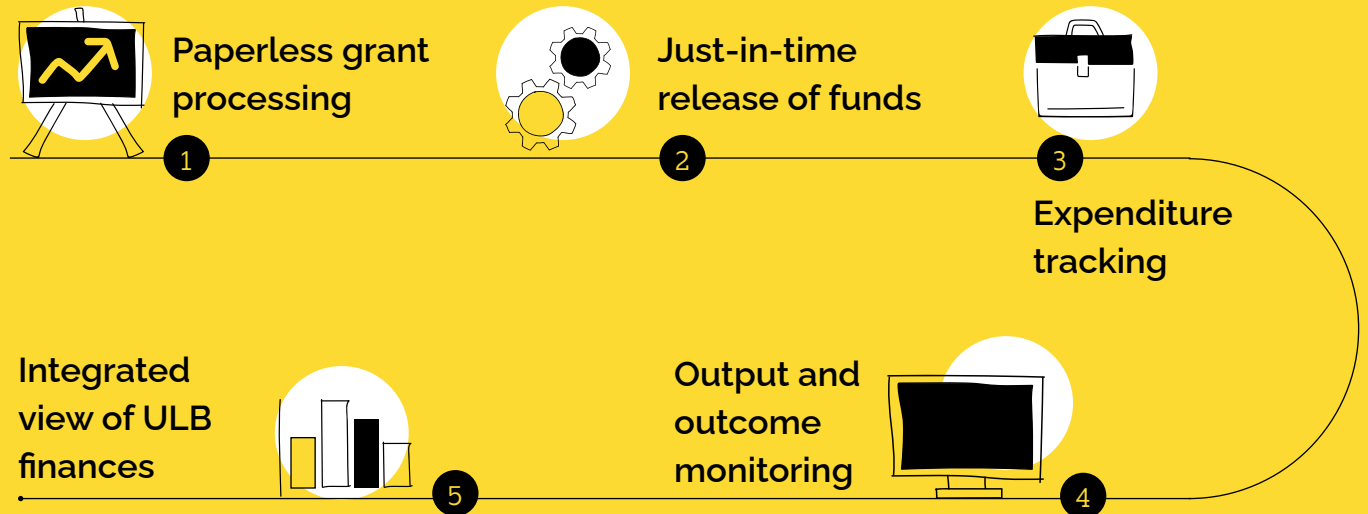 Paperless grant
processing
1
Just-in-time
release of funds
2
3
Expenditure
tracking
Output and
outcome
monitoring
4
Integrated
view of ULB
finances
5